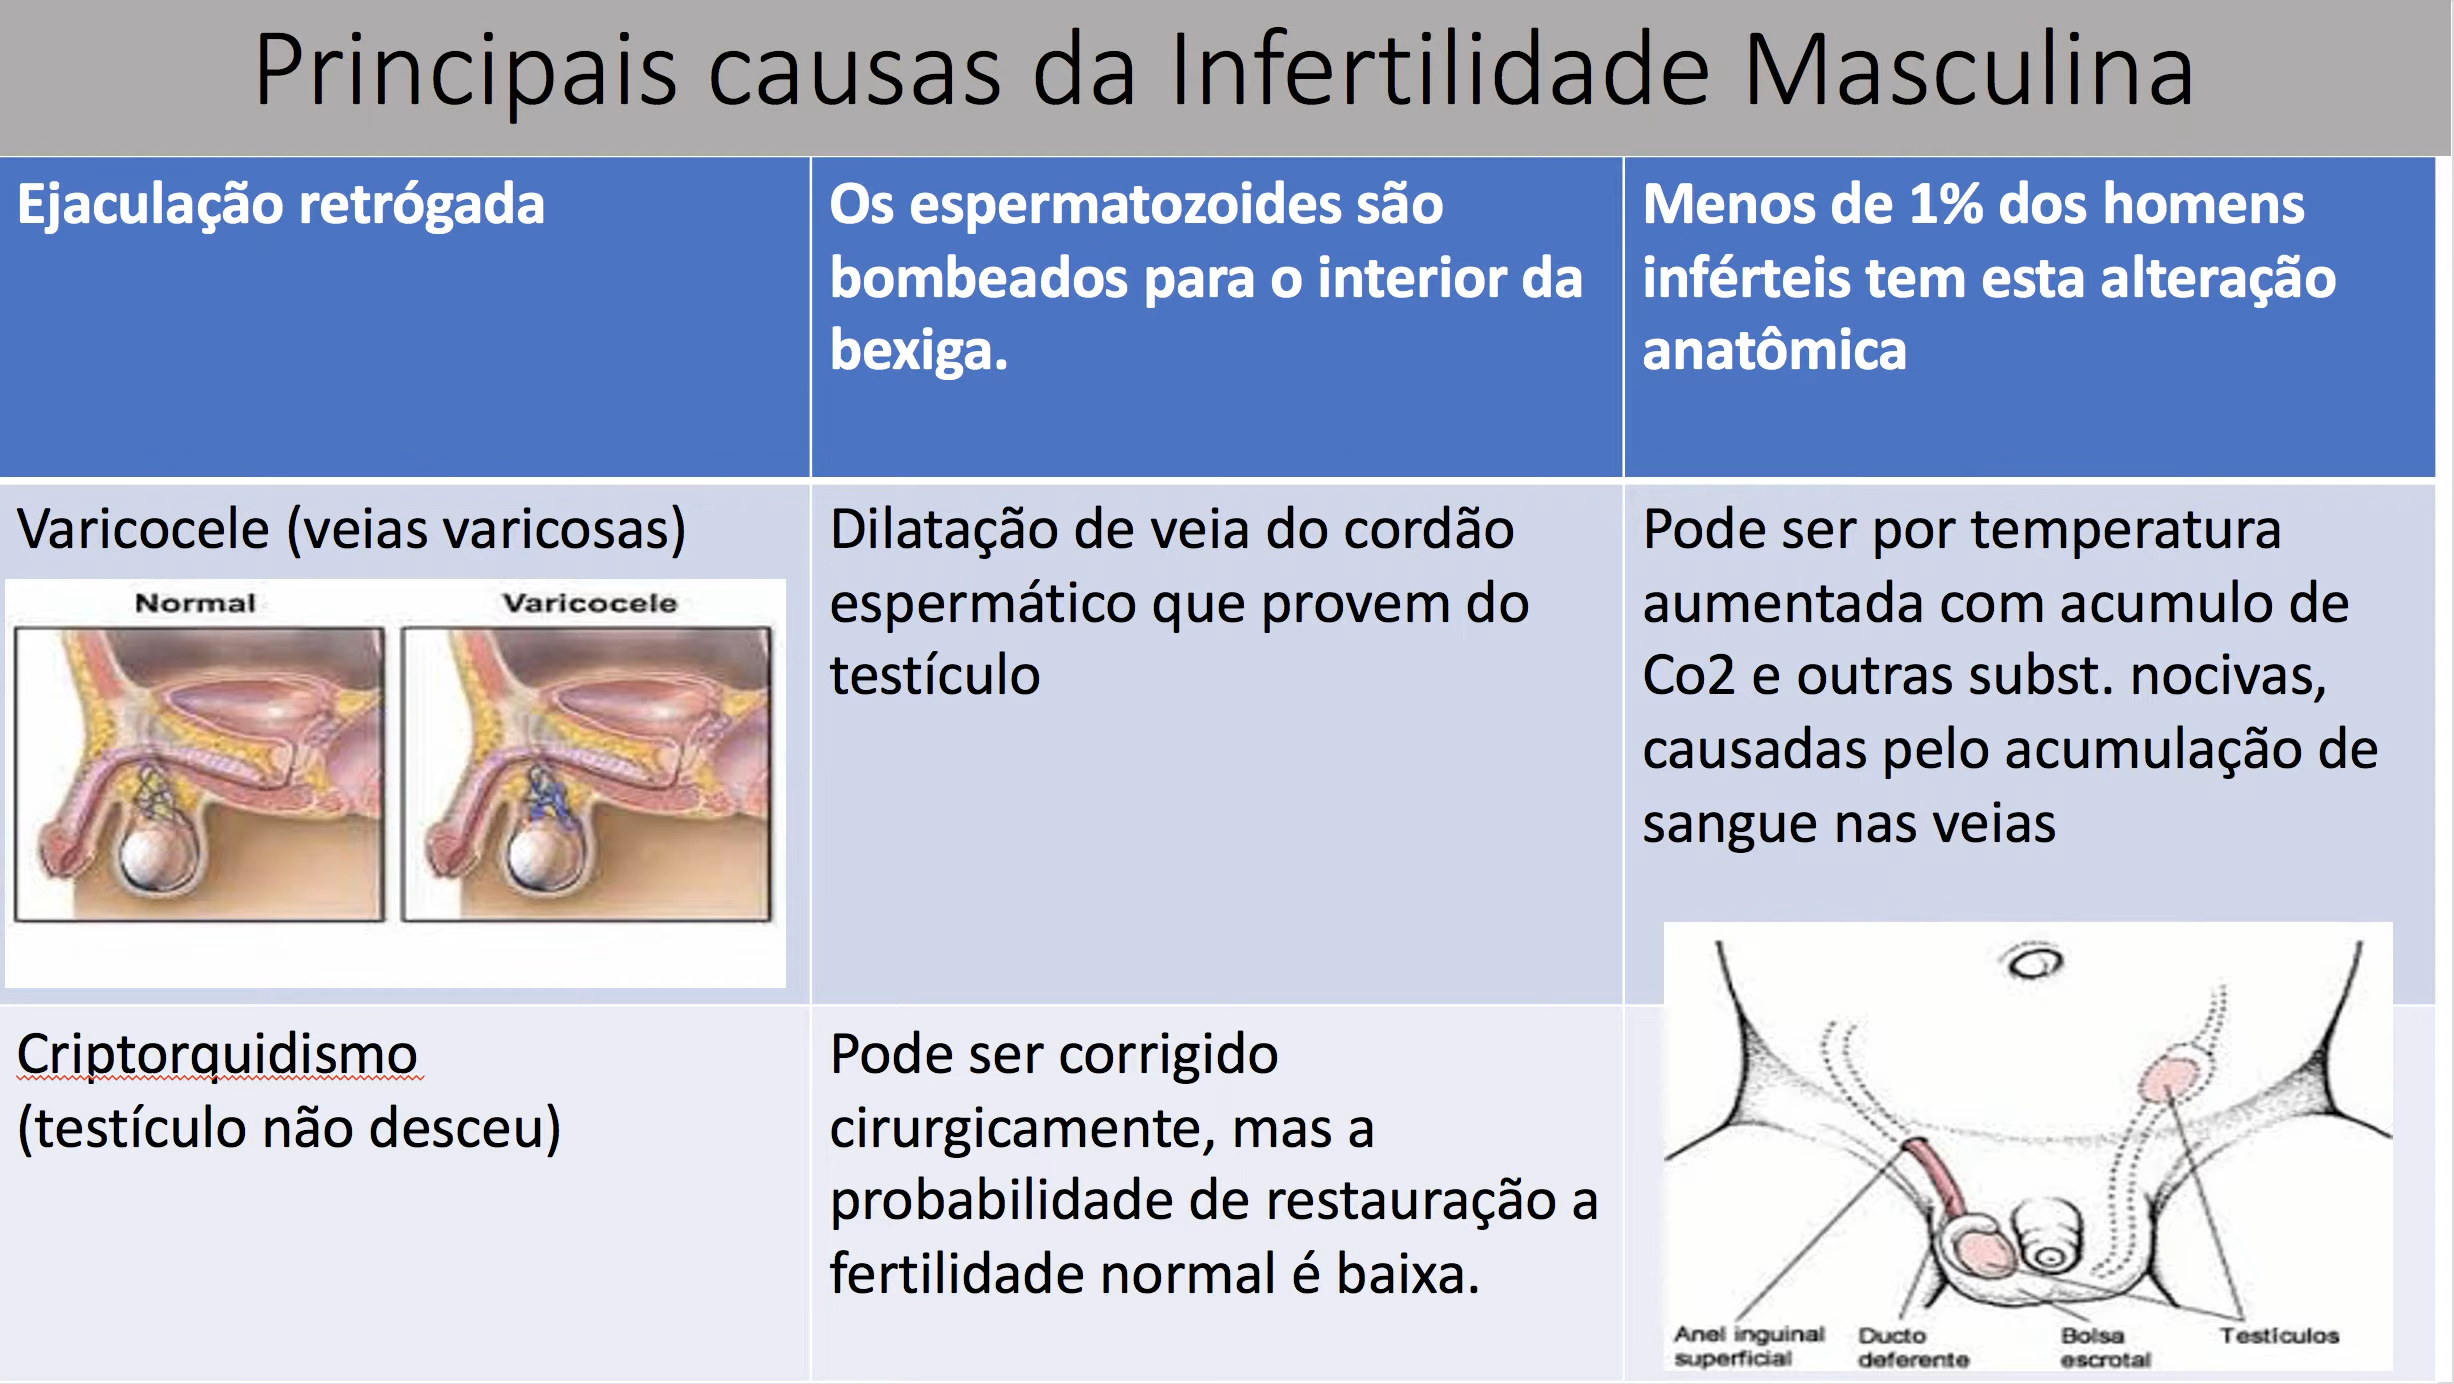 Principais causas da Infertilidade Masculina
Ejaculação retrógada
Os espermatozoides são
bombeados para o interior da
bexiga.
Menos de 1% dos homens
inférteis tem esta alteração
anatômica
Varicocele (veias varicosas)
Normal
Varicocele
Dilatação de veia do cordão
espermático que provem do
testículo
Pode ser por temperatura
aumentada com acumulo de
Co2 e outras subst. nocivas,
causadas pelo acumulação de
sangue nas veias
Criptorquidismo
(testículo não desceu)
Pode ser corrigido
cirurgicamente, mas a
probabilidade de restauração a
fertilidade normal é baixa.
Anel inguinal
superficial
Ducto
deferente
Bolsa
escrotal
Testículos